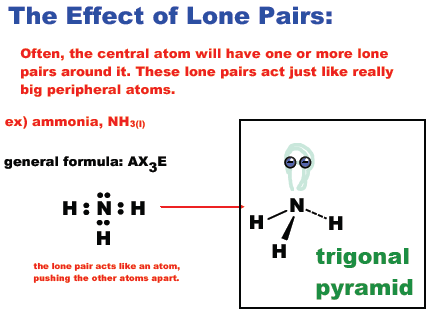 The Effect of Lone Pairs:
Often, the central atom will have one or more lone
pairs around it. These lone pairs act just like really
big peripheral atoms.
ex) ammonia, NH3(l)
general formula: AX3E
H : N : H
H
the lone pair acts like an atom,
pushing the other atoms apart.
N
H H
H
trigonal
pyramid